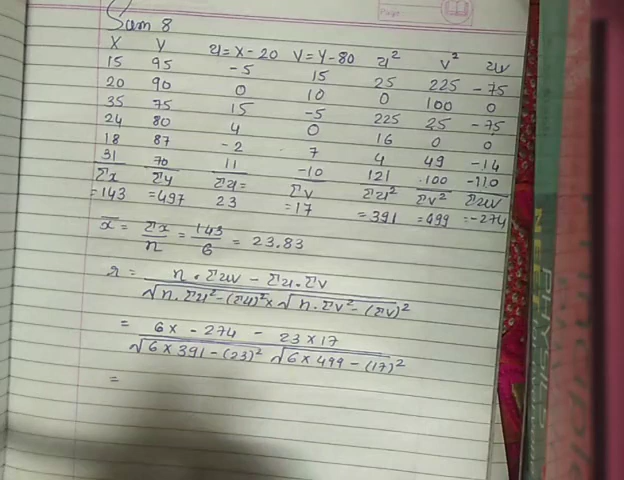 Page
Sum 8
X Y u = X - 20 V = Y - 80 u² v² uv
15 95 -5 15 25 225 -75
20 90 0 10 0 100 0
35 75 15 -5 225 25 -75
24 80 4 0 16 0 0
18 87 -2 7 4 49 -14
31 70 11 -10 121 100 -110
Σx Σy Σu= Σv Σu² Σv² Σuv
=143 =497 23 =17 =391 =499 =-274
x̄ = Σx/n = 143/6 = 23.83
r = n · Σuv - Σu · Σv / √n · Σu² - (Σu)² × √n · Σv² - (Σv)²
= 6 x - 274 - 23 x 17 / √6 x 391 - (23)² √6 x 499 - (17)²
=
NEET
PHYSICS